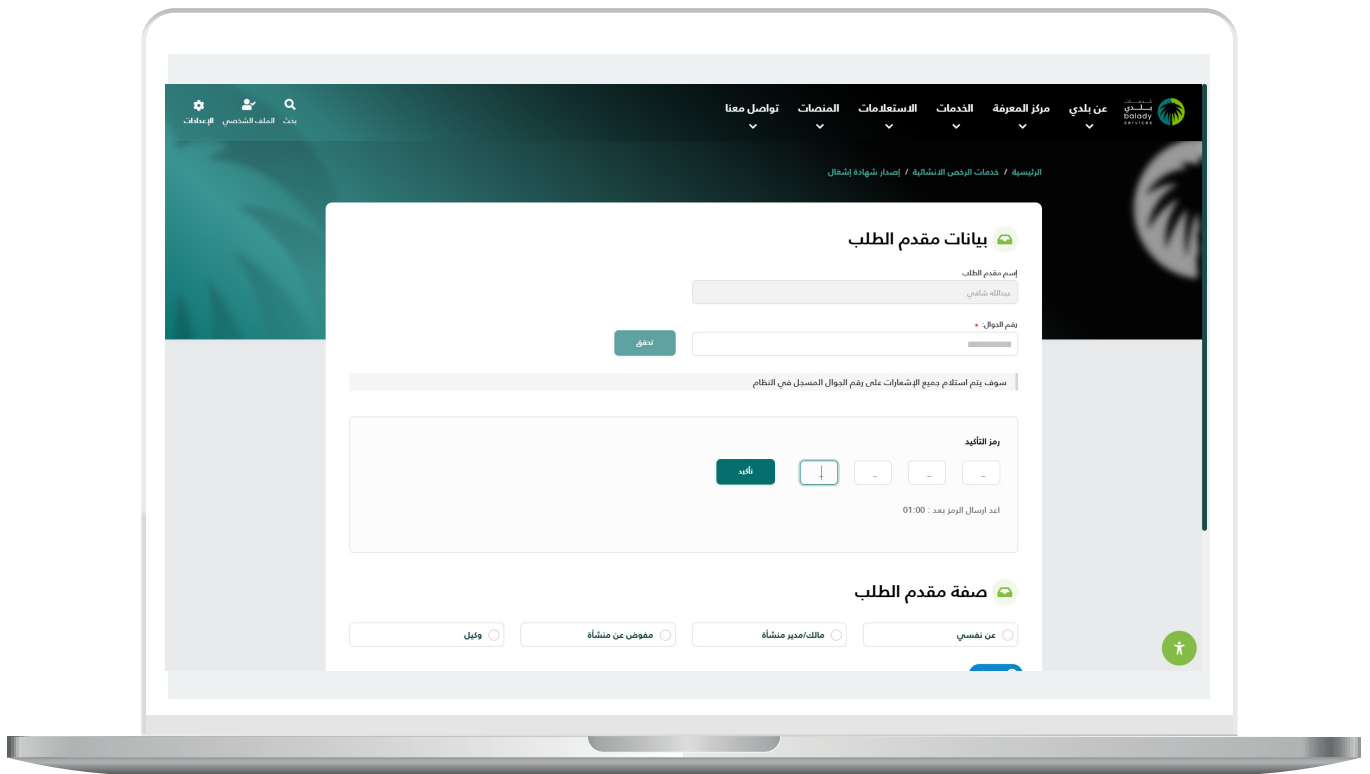 خدمات
بلدي
balady
services
عن بلدي
مركز المعرفة
الخدمات
الاستعلامات
المنصات
تواصل معنا
بحث
الملف الشخصي
الإعدادات
الرئيسية / خدمات الرخص الانشائية / إصدار شهادة إشغال
بيانات مقدم الطلب
إسم مقدم الطلب
عبدالله شافي
رقم الجوال: *
تحقق
سوف يتم استلام جميع الإشعارات على رقم الجوال المسجل في النظام
رمز التأكيد
تأكيد
اعد ارسال الرمز بعد : 01:00
صفة مقدم الطلب
عن نفسي
مالك/مدير منشأة
مفوض عن منشأة
وكيل